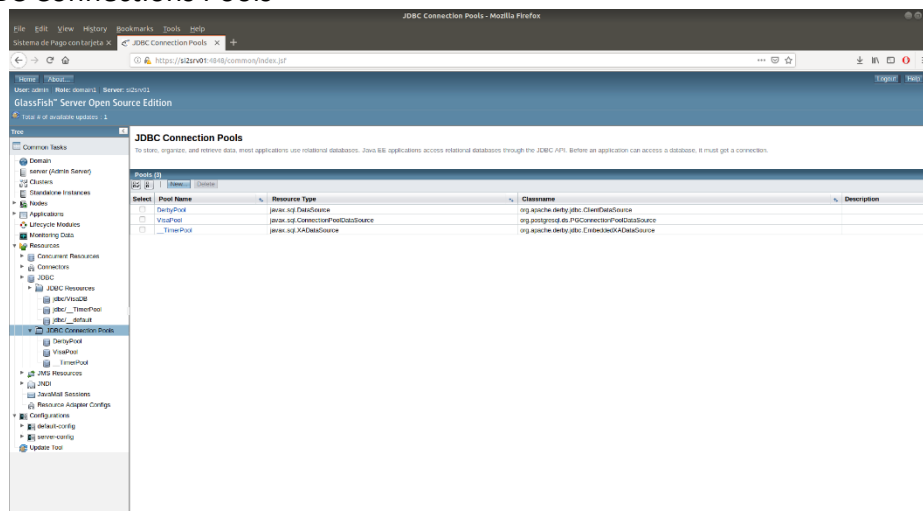 JDBC Connection Pools - Mozilla Firefox
File Edit View History Bookmarks Tools Help
Sistema de Pago con tarjeta × JDBC Connection Pools × +
https://si2srv01:4848/common/index.jsf
Home About...
Logout Help
User: admin Role: domain1 Server: si2srv01
GlassFish™ Server Open Source Edition
Total # of available updates : 1
Tree
Common Tasks
Domain
server (Admin Server)
Clusters
Standalone Instances
Nodes
Applications
Lifecycle Modules
Monitoring Data
Resources
Concurrent Resources
Connectors
JDBC
JDBC Resources
jdbc/VisaDB
jdbc/__TimerPool
jdbc/__default
JDBC Connection Pools
DerbyPool
VisaPool
__TimerPool
JMS Resources
JNDI
JavaMail Sessions
Resource Adapter Configs
Configurations
default-config
server-config
Update Tool
JDBC Connection Pools
To store, organize, and retrieve data, most applications use relational databases. Java EE applications access relational databases through the JDBC API. Before an application can access a database, it must get a connection.
Pools (3)
New... Delete
Select Pool Name Resource Type Classname Description
DerbyPool javax.sql.DataSource org.apache.derby.jdbc.ClientDataSource
VisaPool javax.sql.ConnectionPoolDataSource org.postgresql.ds.PGConnectionPoolDataSource
__TimerPool javax.sql.XADataSource org.apache.derby.jdbc.EmbeddedXADataSource